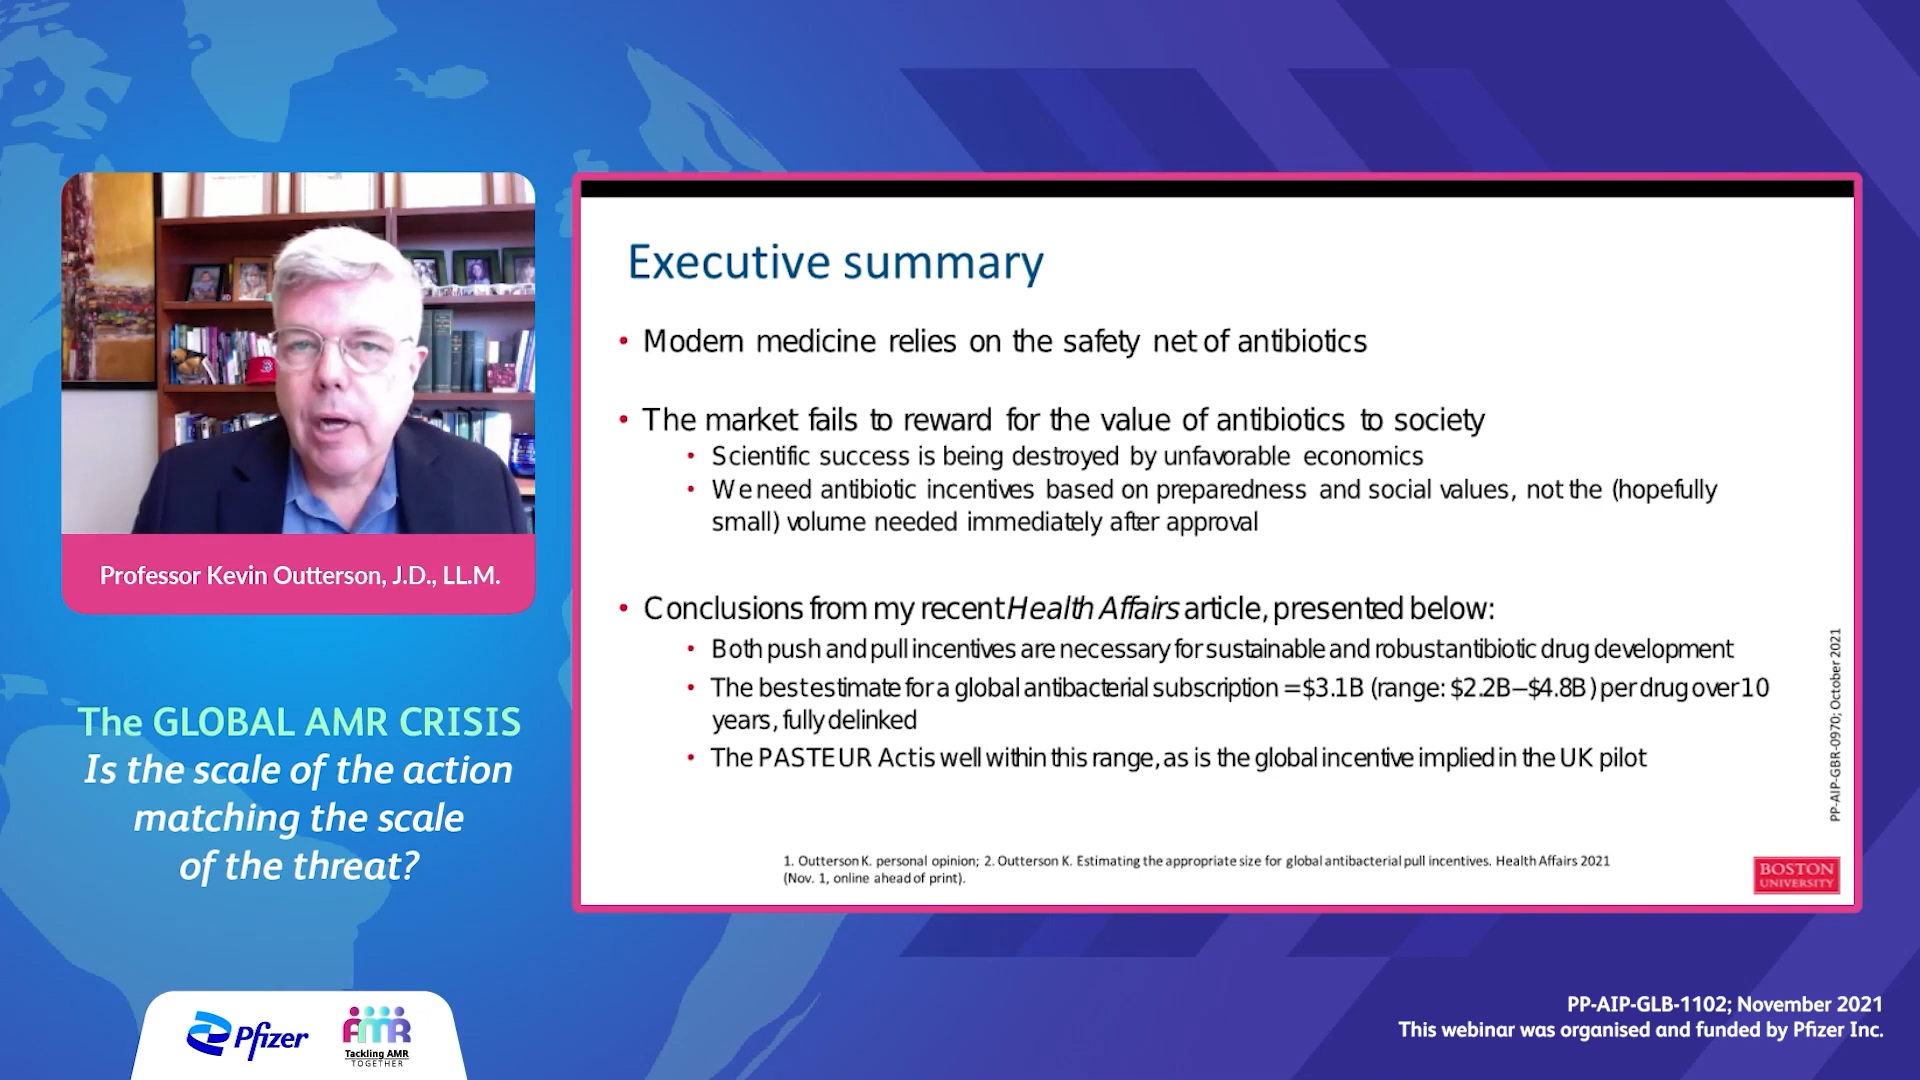 Professor Kevin Outterson, J.D., LL.M.
The GLOBAL AMR CRISIS
Is the scale of the action
matching the scale
of the threat?
Pfizer
AMR
Tackling AMR
TOGETHER
Executive summary
• Modern medicine relies on the safety net of antibiotics
• The market fails to reward for the value of antibiotics to society
• Scientific success is being destroyed by unfavorable economics
• We need antibiotic incentives based on preparedness and social values, not the (hopefully
small) volume needed immediately after approval
• Conclusions from my recent Health Affairs article, presented below:
• Both push and pull incentives are necessary for sustainable and robust antibiotic drug development
• The best estimate for a global antibacterial subscription = $3.1B (range: $2.2B–$4.8B) per drug over 10
years, fully delinked
• The PASTEUR Act is well within this range, as is the global incentive implied in the UK pilot
1. Outterson K. personal opinion; 2. Outterson K. Estimating the appropriate size for global antibacterial pull incentives. Health Affairs 2021
(Nov. 1, online ahead of print).
PP-AIP-GBR-0970; October 2021
BOSTON
UNIVERSITY
PP-AIP-GLB-1102; November 2021
This webinar was organised and funded by Pfizer Inc.